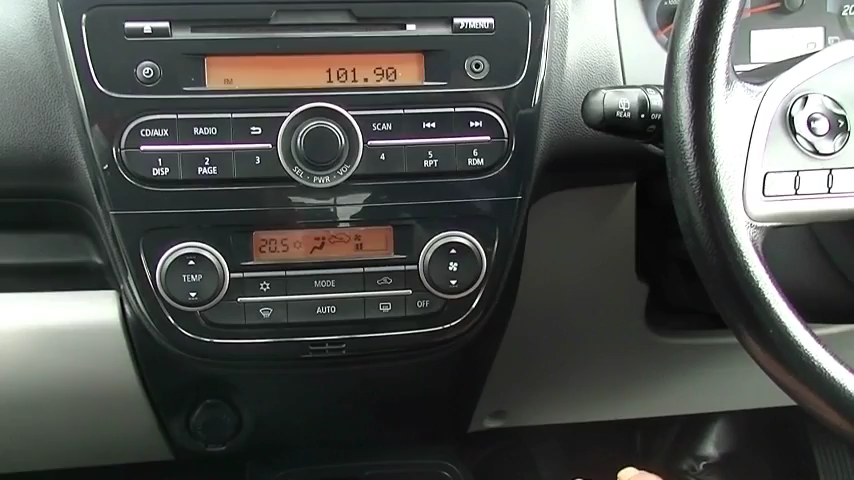 ♪/MENU
FM 101.90
CD/AUX RADIO SCAN
1 DISP 2 PAGE 3 4 5 RPT 6 RDM
SEL · PWR · VOL
REAR OFF
20.5
TEMP
MODE
AUTO
OFF